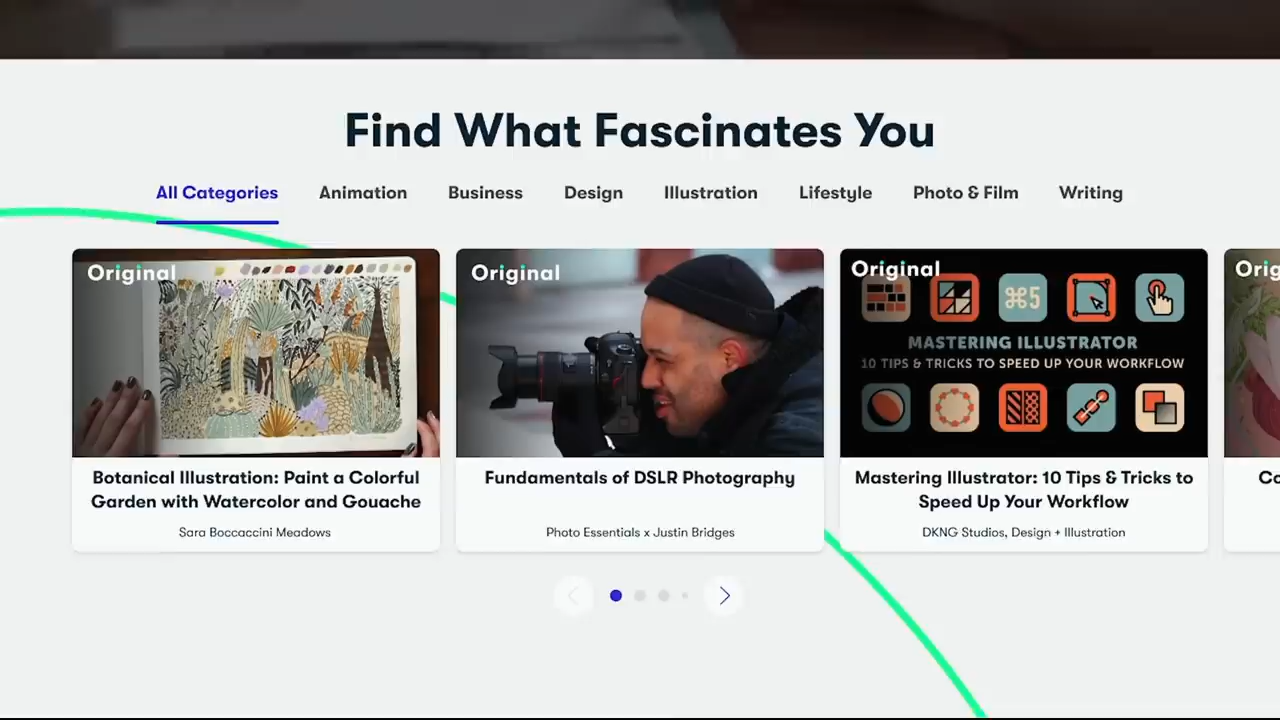 Find What Fascinates You
All Categories
Animation
Business
Design
Illustration
Lifestyle
Photo & Film
Writing
Original
Botanical Illustration: Paint a Colorful
Garden with Watercolor and Gouache
Sara Boccaccini Meadows
Original
Fundamentals of DSLR Photography
Photo Essentials x Justin Bridges
Original
⌘5
MASTERING ILLUSTRATOR
10 TIPS & TRICKS TO SPEED UP YOUR WORKFLOW
Mastering Illustrator: 10 Tips & Tricks to
Speed Up Your Workflow
DKNG Studios, Design + Illustration